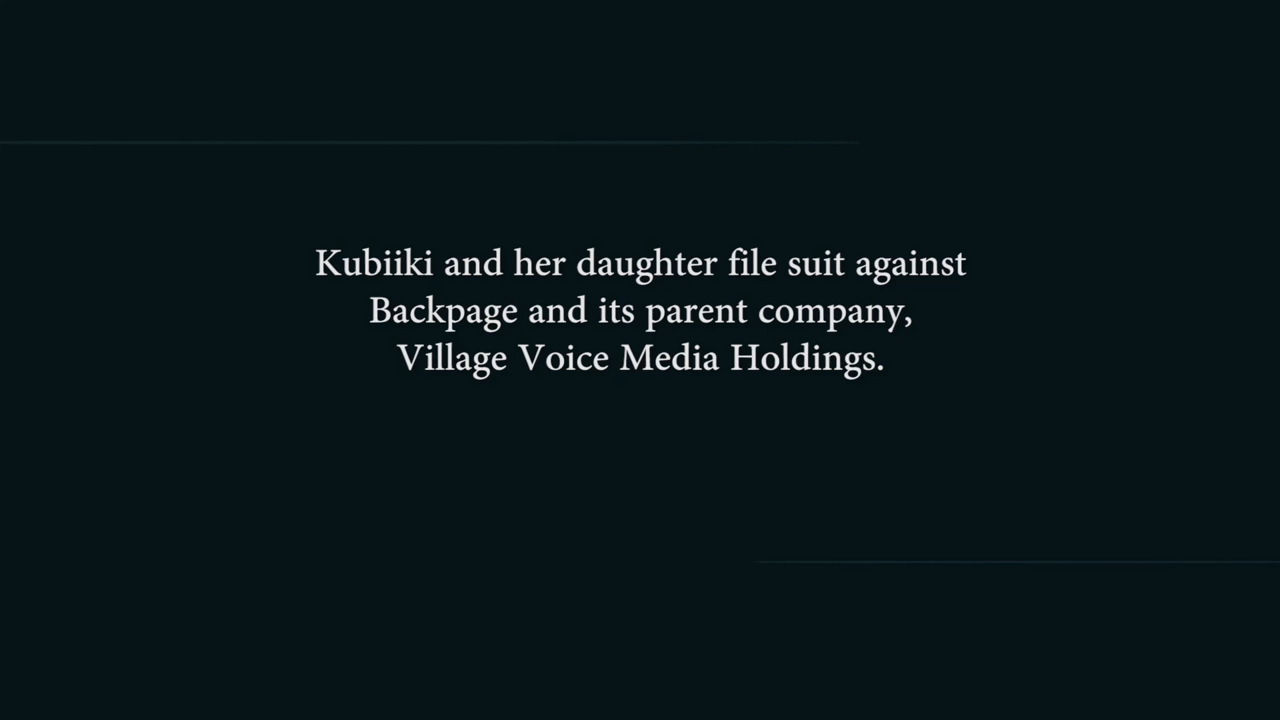 Kubiiki and her daughter file suit against
Backpage and its parent company,
Village Voice Media Holdings.